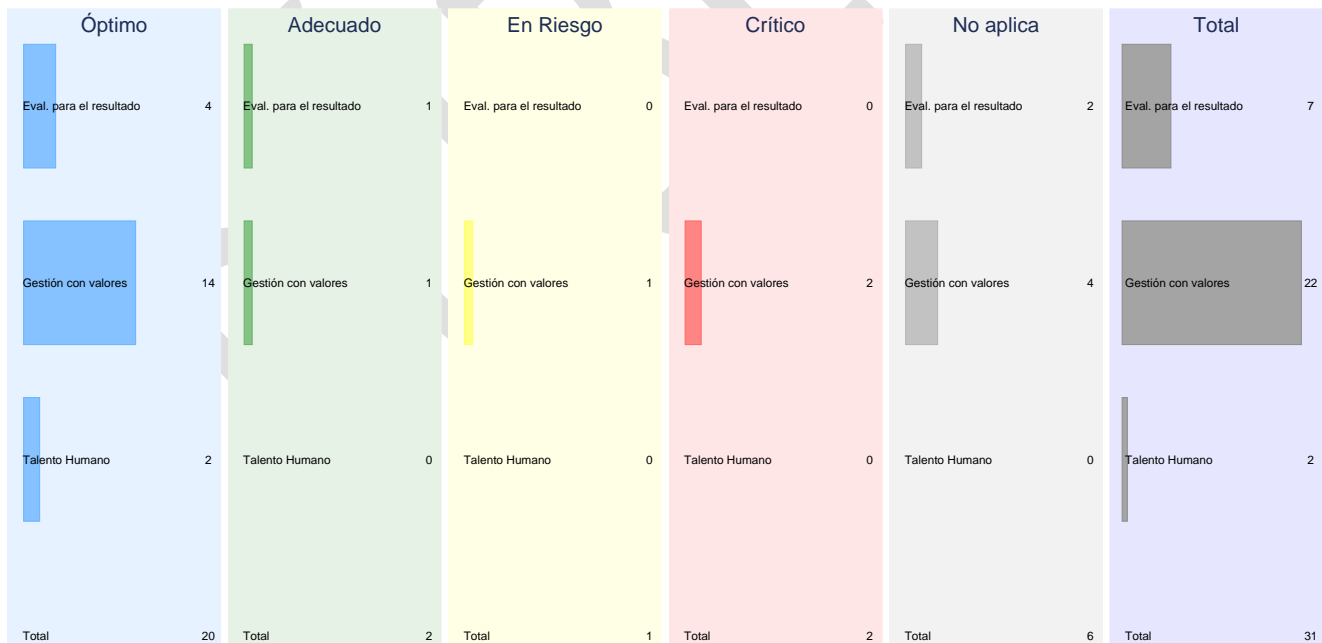 Óptimo Adecuado En Riesgo Crítico No aplica Total
Eval. para el resultado 4 Eval. para el resultado 1 Eval. para el resultado 0 Eval. para el resultado 0 Eval. para el resultado 2 Eval. para el resultado 7
Gestión con valores 14 Gestión con valores 1 Gestión con valores 1 Gestión con valores 2 Gestión con valores 4 Gestión con valores 22
Talento Humano 2 Talento Humano 0 Talento Humano 0 Talento Humano 0 Talento Humano 0 Talento Humano 2
Total 20 Total 2 Total 1 Total 2 Total 6 Total 31